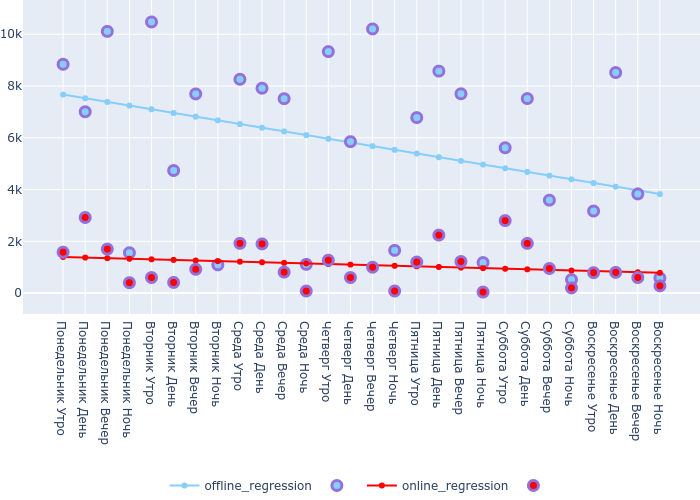 10k
8k
6k
4k
2k
0
Понедельник Утро
Понедельник День
Понедельник Вечер
Понедельник Ночь
Вторник Утро
Вторник День
Вторник Вечер
Вторник Ночь
Среда Утро
Среда День
Среда Вечер
Среда Ночь
Четверг Утро
Четверг День
Четверг Вечер
Четверг Ночь
Пятница Утро
Пятница День
Пятница Вечер
Пятница Ночь
Суббота Утро
Суббота День
Суббота Вечер
Суббота Ночь
Воскресенье Утро
Воскресенье День
Воскресенье Вечер
Воскресенье Ночь
offline_regression
online_regression